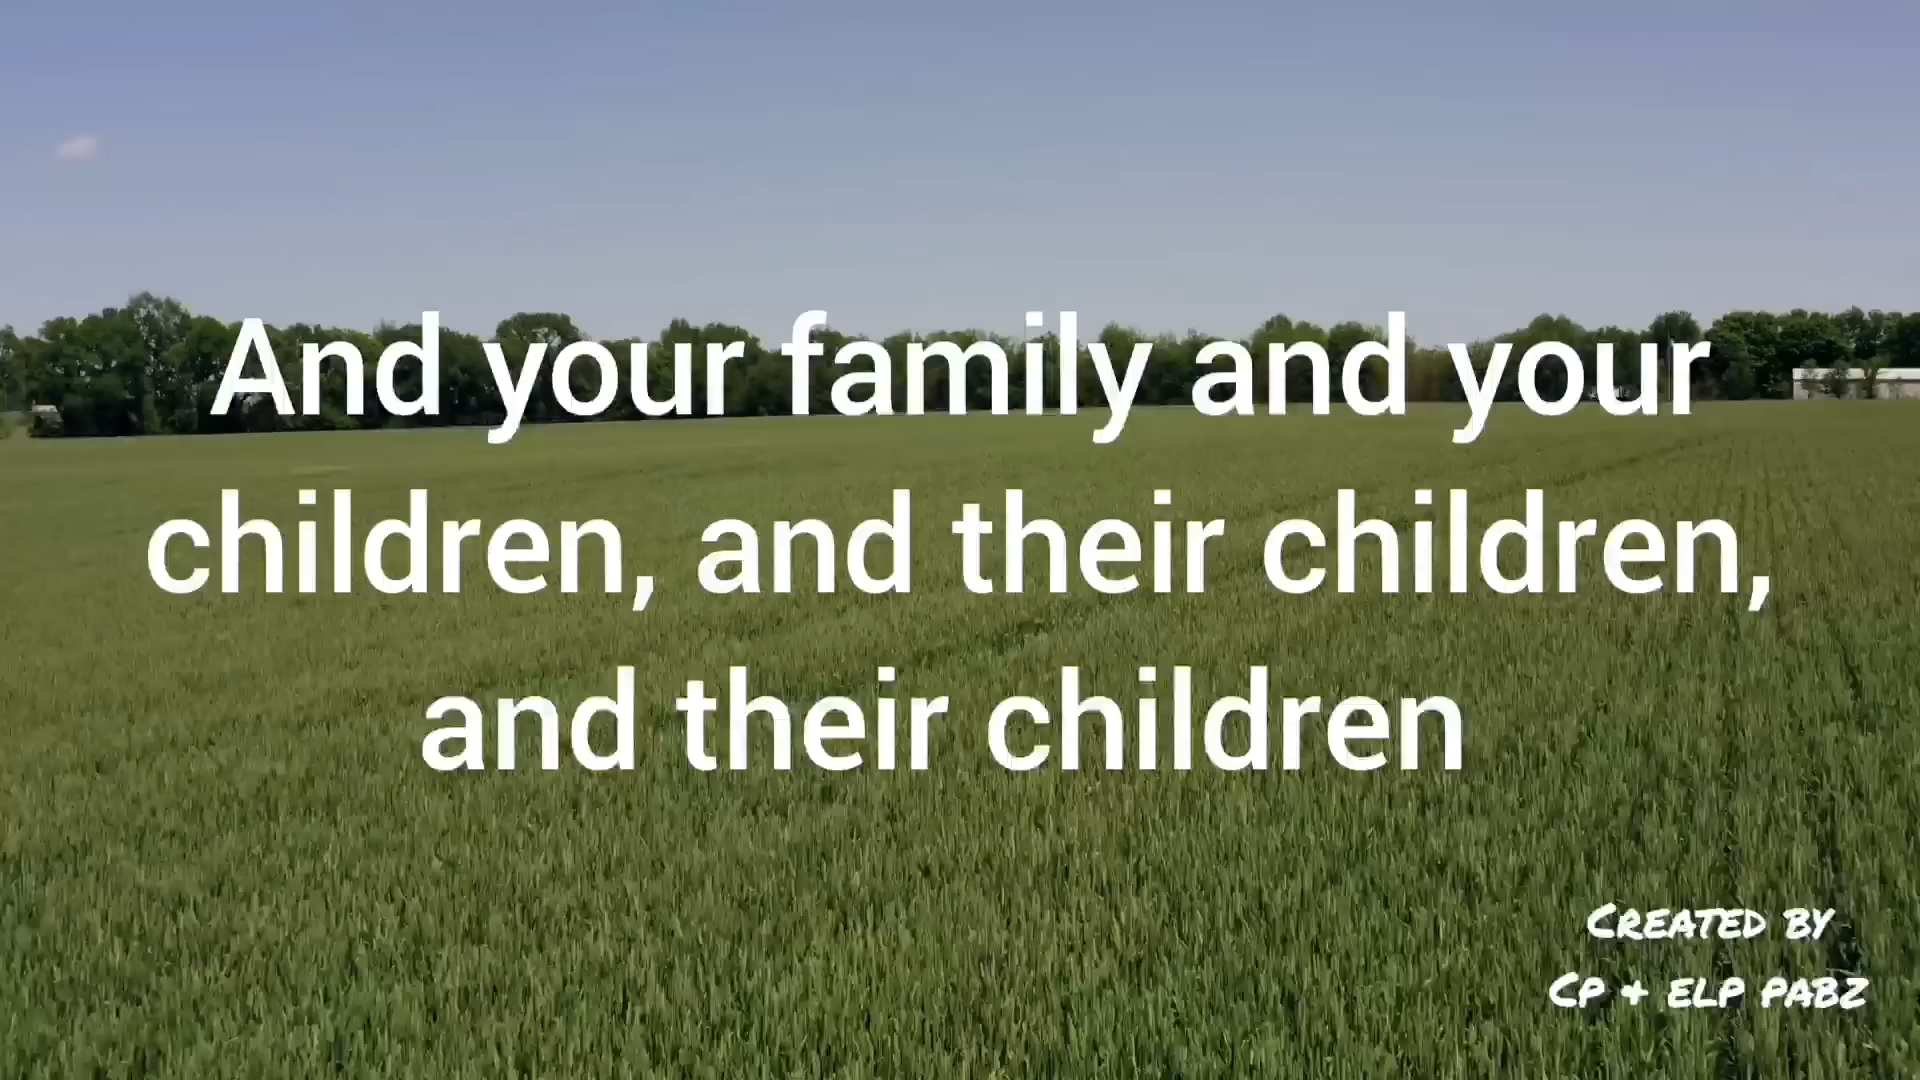 And your family and your
children, and their children,
and their children
CREATED BY
CP & ELP PABZ